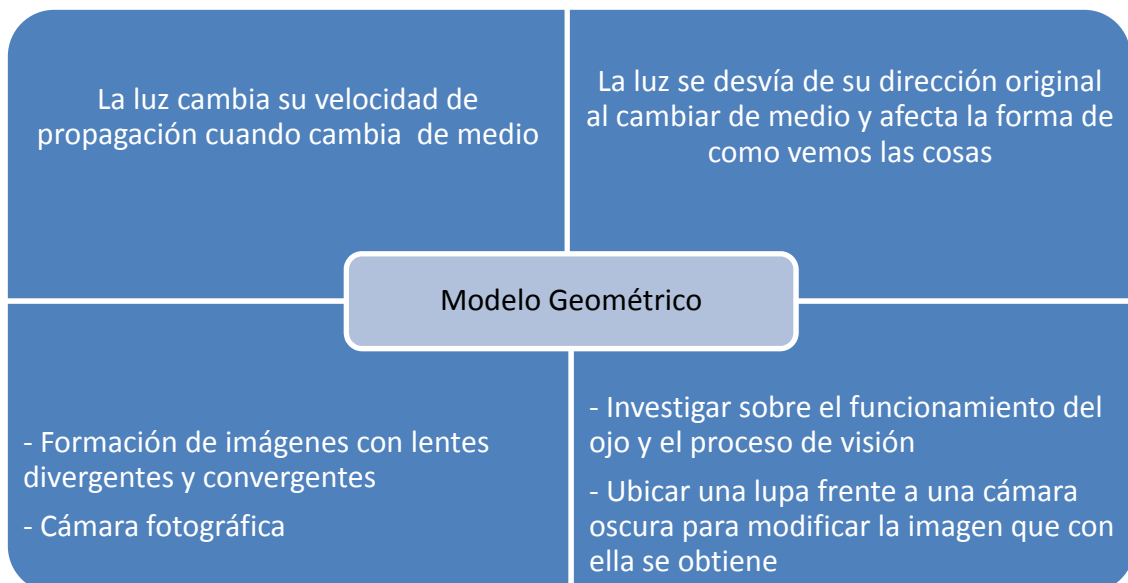 La luz cambia su velocidad de
propagación cuando cambia de medio
La luz se desvía de su dirección original
al cambiar de medio y afecta la forma de
como vemos las cosas
Modelo Geométrico
- Formación de imágenes con lentes
divergentes y convergentes
- Cámara fotográfica
- Investigar sobre el funcionamiento del
ojo y el proceso de visión
- Ubicar una lupa frente a una cámara
oscura para modificar la imagen que con
ella se obtiene